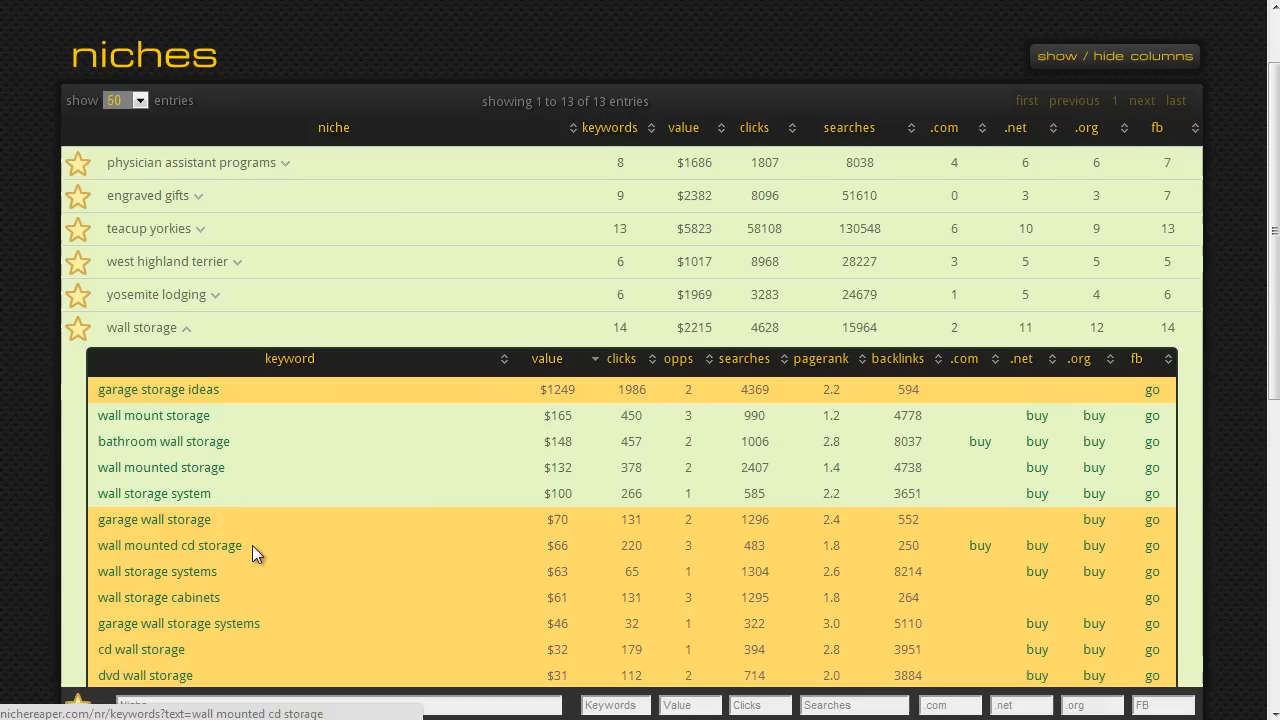 niches
show / hide columns
show 50 entries showing 1 to 13 of 13 entries first previous 1 next last
niche keywords value clicks searches .com .net .org fb
physician assistant programs 8 $1686 1807 8038 4 6 6 7
engraved gifts 9 $2382 8096 51610 0 3 3 7
teacup yorkies 13 $5823 58108 130548 6 10 9 13
west highland terrier 6 $1017 8968 28227 3 5 5 5
yosemite lodging 6 $1969 3283 24679 1 5 4 6
wall storage 14 $2215 4628 15964 2 11 12 14
keyword value clicks opps searches pagerank backlinks .com .net .org fb
garage storage ideas $1249 1986 2 4369 2.2 594 go
wall mount storage $165 450 3 990 1.2 4778 buy buy go
bathroom wall storage $148 457 2 1006 2.8 8037 buy buy buy go
wall mounted storage $132 378 2 2407 1.4 4738 buy buy go
wall storage system $100 266 1 585 2.2 3651 buy buy go
garage wall storage $70 131 2 1296 2.4 552 buy go
wall mounted cd storage $66 220 3 483 1.8 250 buy buy buy go
wall storage systems $63 65 1 1304 2.6 8214 buy buy go
wall storage cabinets $61 131 3 1295 1.8 264 go
garage wall storage systems $46 32 1 322 3.0 5110 buy buy go
cd wall storage $32 179 1 394 2.8 3951 buy buy go
dvd wall storage $31 112 2 714 2.0 3884 buy buy go
Keywords Value Clicks Searches .com .net .org FB
nichereaper.com/nr/keywords?text=wall mounted cd storage